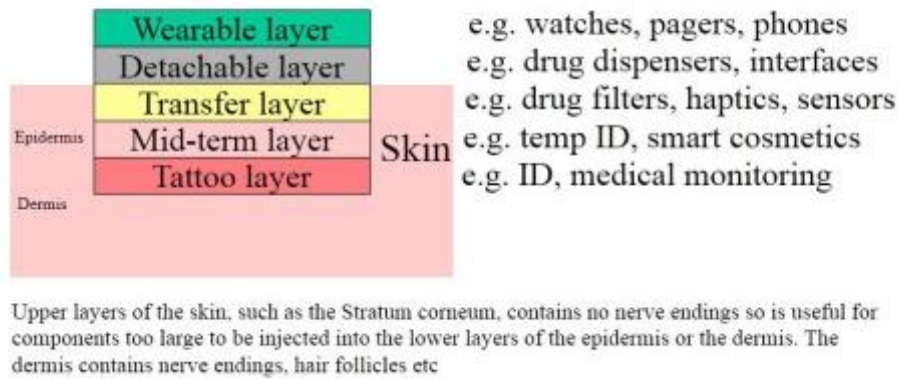 Wearable layer e.g. watches, pagers, phones
Detachable layer e.g. drug dispensers, interfaces
Transfer layer e.g. drug filters, haptics, sensors
Epidermis Mid-term layer Skin e.g. temp ID, smart cosmetics
Tattoo layer e.g. ID, medical monitoring
Dermis
Upper layers of the skin, such as the Stratum corneum, contains no nerve endings so is useful for
components too large to be injected into the lower layers of the epidermis or the dermis. The
dermis contains nerve endings, hair follicles etc